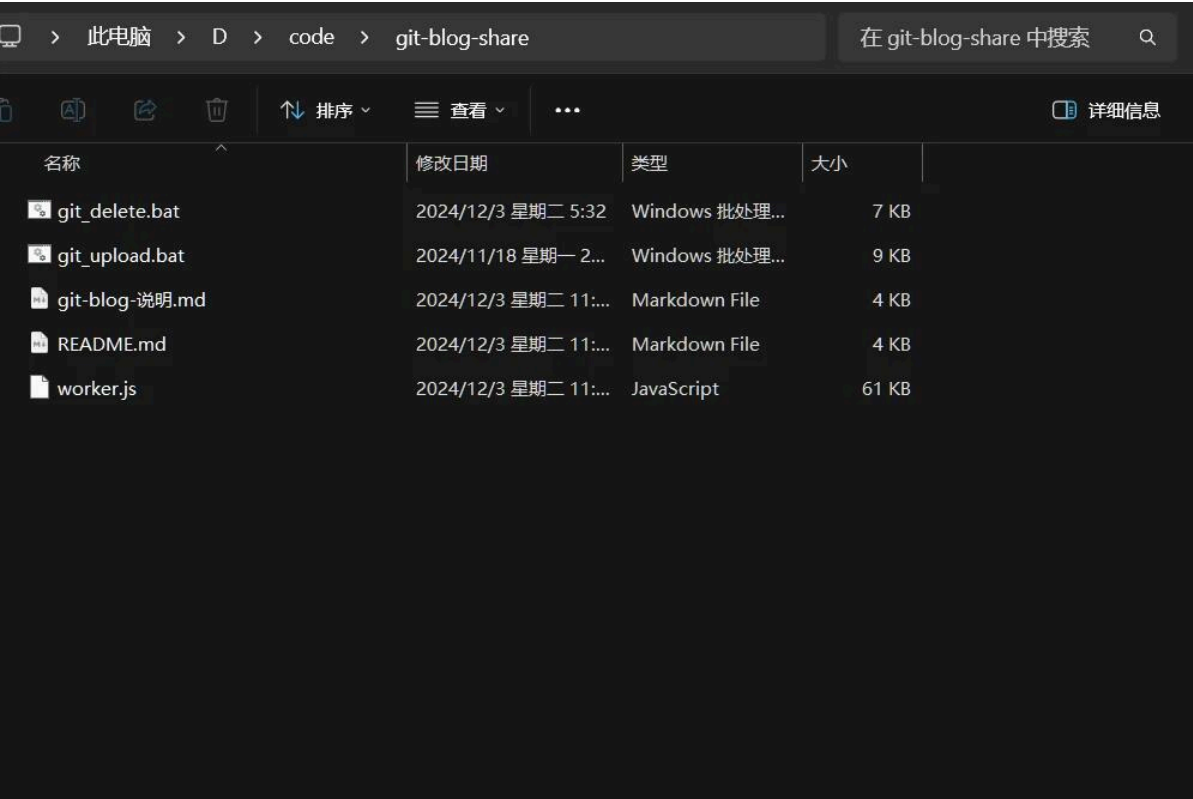 此电脑 > D > code > git-blog-share 在 git-blog-share 中搜索
排序 查看 ••• 详细信息
名称 修改日期 类型 大小
git_delete.bat 2024/12/3 星期二 5:32 Windows 批处理... 7 KB
git_upload.bat 2024/11/18 星期一 2... Windows 批处理... 9 KB
git-blog-说明.md 2024/12/3 星期二 11:... Markdown File 4 KB
README.md 2024/12/3 星期二 11:... Markdown File 4 KB
worker.js 2024/12/3 星期二 11:... JavaScript 61 KB